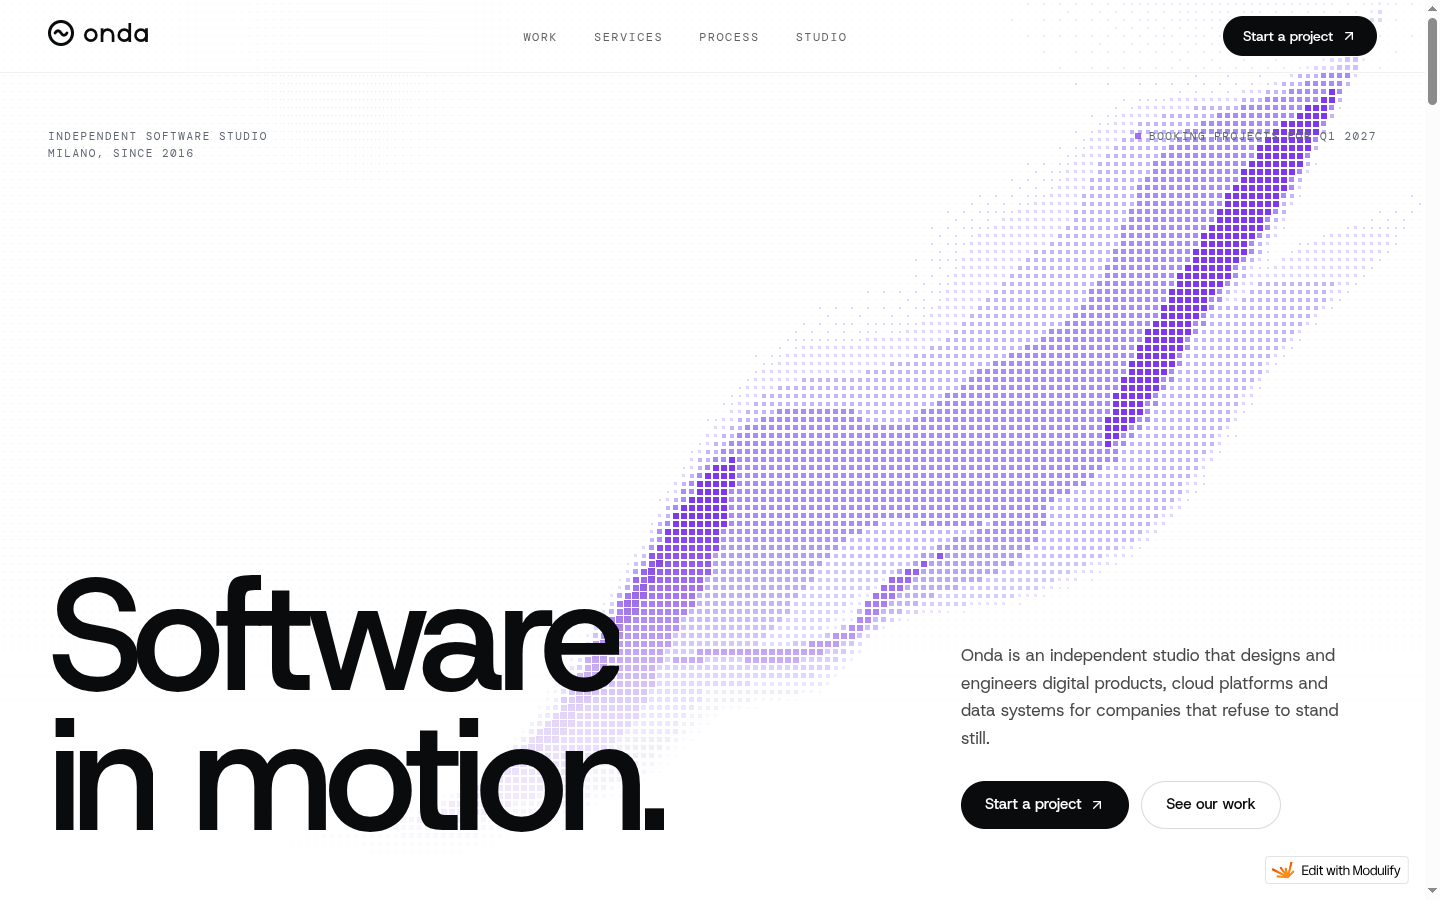 onda
WORK SERVICES PROCESS STUDIO
Start a project
INDEPENDENT SOFTWARE STUDIO
MILANO, SINCE 2016
BOOKING PROJECTS FOR Q1 2027
Software
in motion.
Onda is an independent studio that designs and
engineers digital products, cloud platforms and
data systems for companies that refuse to stand
still.
Start a project
See our work
Edit with Modulify